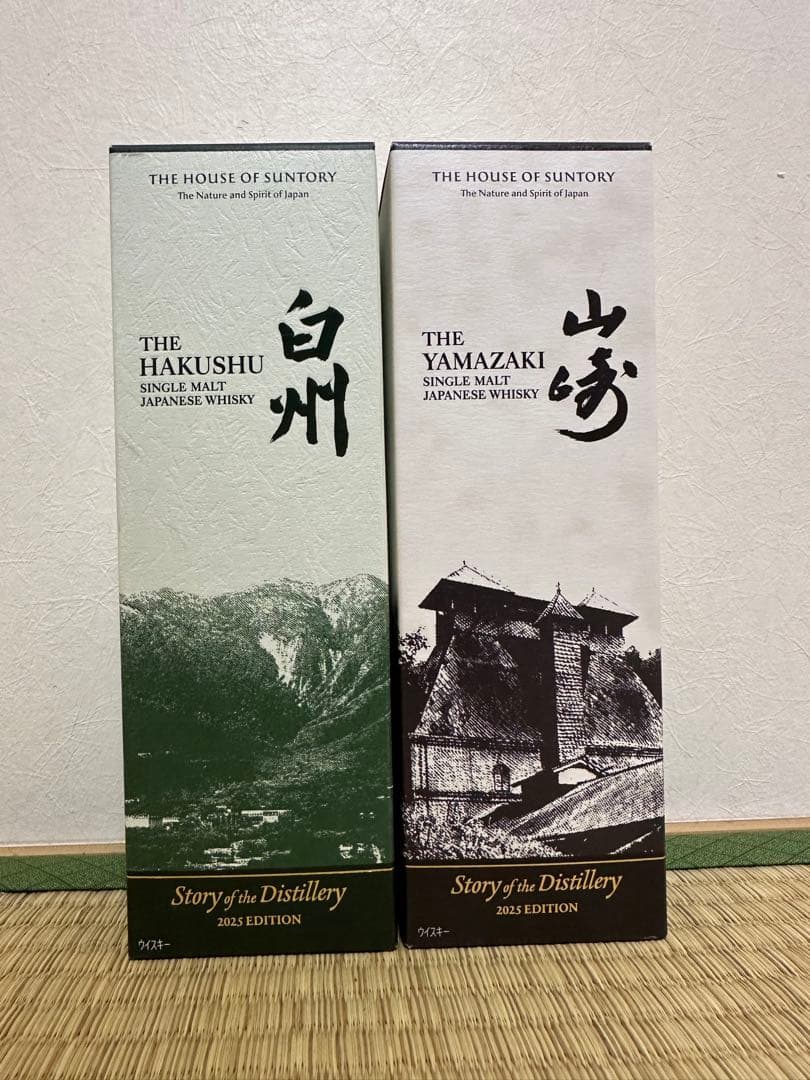 THE HOUSE OF SUNTORY
The Nature and Spirit of Japan
THE
HAKUSHU
SINGLE MALT
JAPANESE WHISKY
白州
Story of the Distillery
2025 EDITION
ウイスキー
THE HOUSE OF SUNTORY
The Nature and Spirit of Japan
THE
YAMAZAKI
SINGLE MALT
JAPANESE WHISKY
山崎
Story of the Distillery
2025 EDITION
ウイスキー